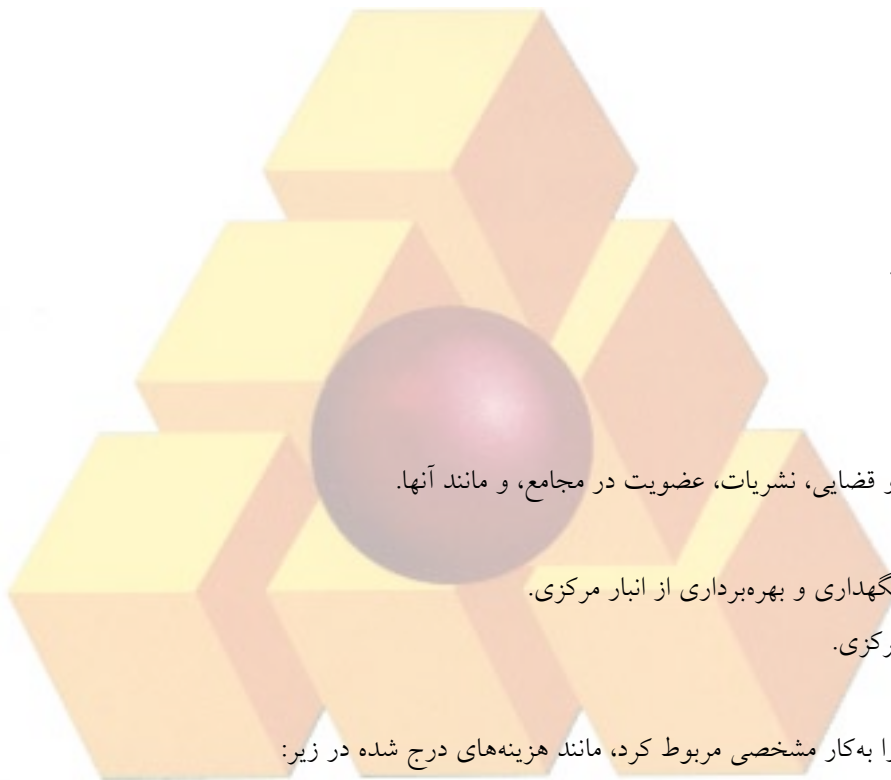 ر قضایی، نشریات، عضویت در مجامع، و مانند آنها.
گهداری و بهره‌برداری از انبار مرکزی.
رکزی.
را به‌کار مشخصی مربوط کرد، مانند هزینه‌های درج شده در زیر: